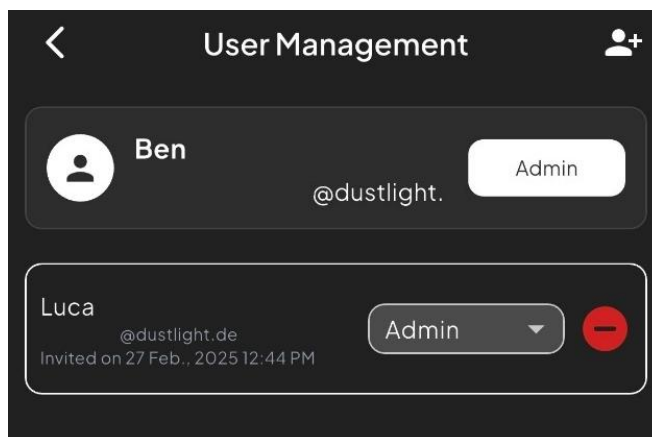 User Management
Ben
@dustlight.
Admin
Luca
@dustlight.de
Invited on 27 Feb., 2025 12:44 PM
Admin